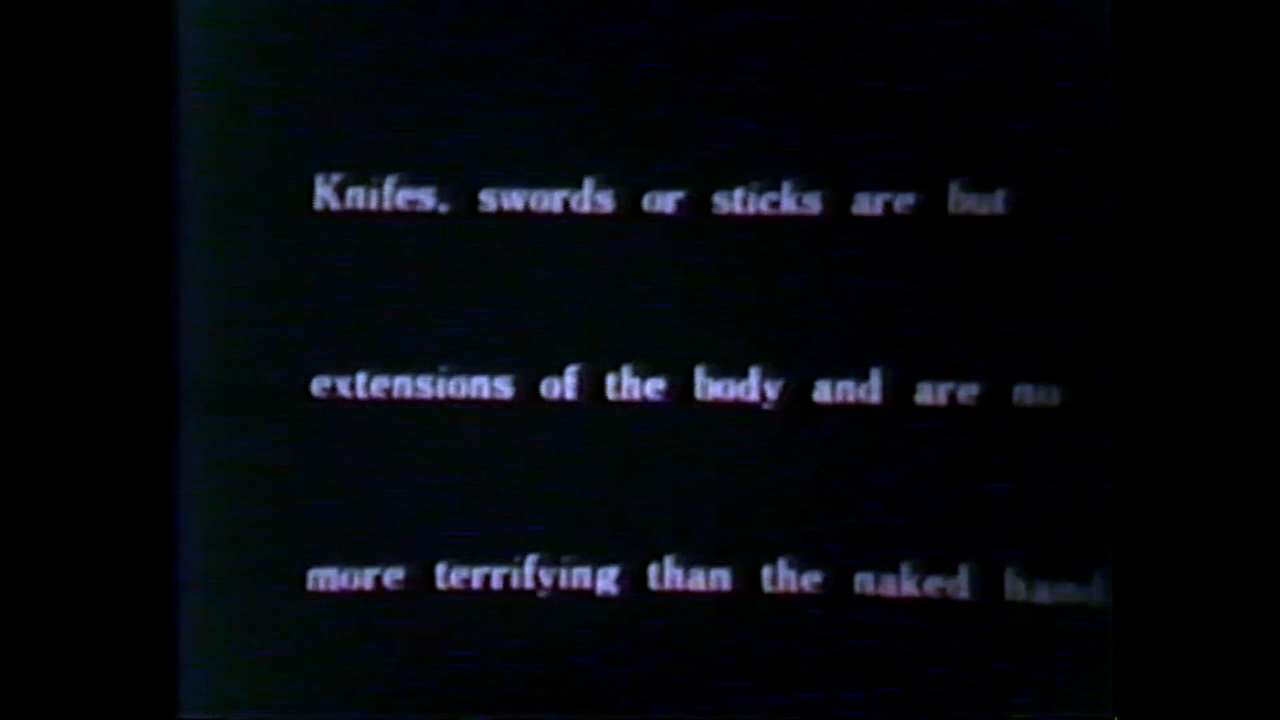 Knifes, swords or sticks are but
extensions of the body and are no
more terrifying than the naked hand